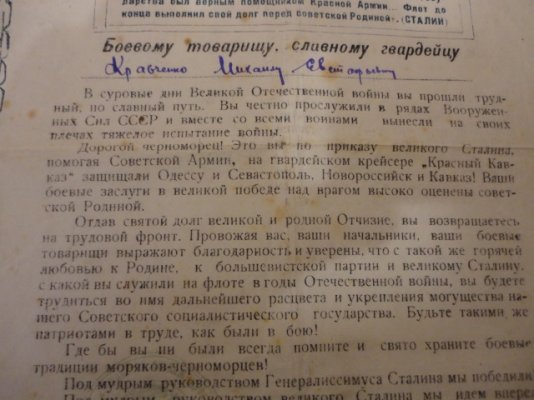 дарства был верным помощником Красной Армии... Флот до
конца выполнил свой долг перед советской Родиной". (СТАЛИН)
Боевому товарищу, славному гвардейцу
Кравченко Михаилу
В суровые дни Великой Отечественной войны вы прошли труд-
ный, но славный путь. Вы честно прослужили в рядах Вооружен-
ных Сил СССР и вместе со всеми воинами вынесли на своих
плечах тяжелое испытание войны.
Дорогой черноморец! Это вы по приказу великого Сталина,
помогая Советской Армии, на гвардейском крейсере „Красный Кав-
каз" защищали Одессу и Севастополь, Новороссийск и Кавказ! Ваши
боевые заслуги в великой победе над врагом высоко оценены совет-
ской Родиной.
Отдав святой долг великой и родной Отчизне, вы возвращаетесь
на трудовой фронт. Провожая вас, ваши начальники, ваши боевые
товарищи выражают благодарность и уверены, что с такой же горячей
любовью к Родине, к большевистской партии и великому Сталину,
с какой вы служили на флоте в годы Отечественной войны, вы будете
трудиться во имя дальнейшего расцвета и укрепления могущества на-
шего Советского социалистического государства. Будьте такими же
патриотами в труде, как были в бою!
Где бы вы ни были всегда помните и свято храните боевые
традиции моряков-черноморцев!
Под мудрым руководством Генералиссимуса Сталина мы победили
Под мудрым руководством великого Сталина мы идем вперед